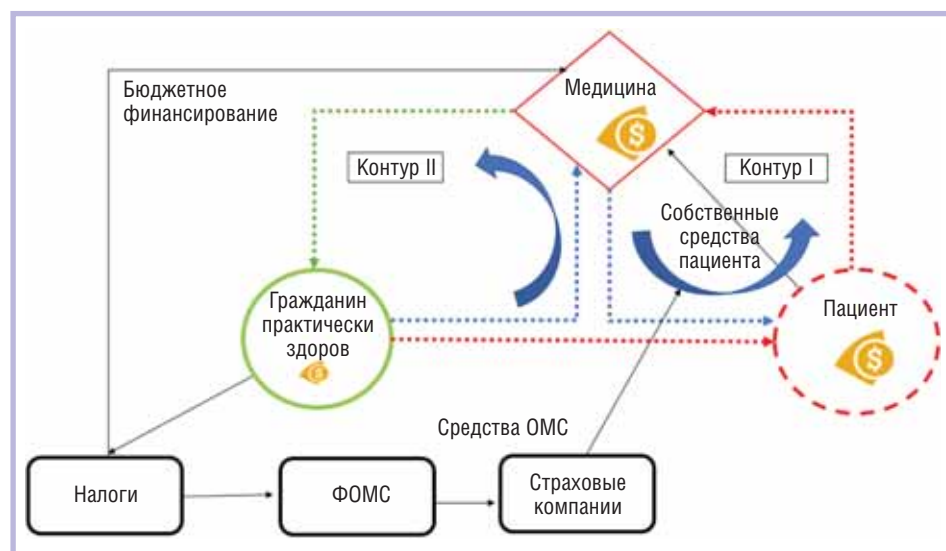 Бюджетное
финансирование
Медицина
Контур II
Контур I
Собственные
средства
пациента
Гражданин
практически
здоров
Пациент
Средства ОМС
Налоги
ФОМС
Страховые
компании